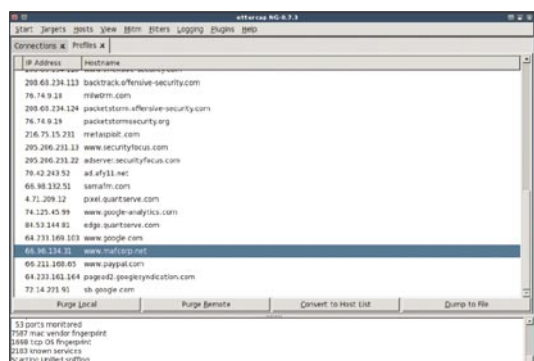 ettercap NG-0.7.3
Start Targets Hosts View Mitm Filters Logging Plugins Help
Connections Profiles
IP Address Hostname
208.68.234.113 backtrack.offensive-security.com
76.74.9.18 milw0rm.com
208.68.234.124 packetstorm.offensive-security.com
76.74.9.19 packetstormsecurity.org
216.75.15.231 metasploit.com
205.206.231.13 www.securityfocus.com
205.206.231.22 adserver.securityfocus.com
70.42.243.52 ad.afy11.net
66.98.132.51 somafm.com
4.71.209.12 pixel.quantserve.com
74.125.45.99 www.google-analytics.com
84.53.144.81 edge.quantserve.com
64.233.169.103 www.google.com
66.96.134.31 www.mafcorp.net
66.211.168.65 www.paypal.com
64.233.161.164 pagead2.googlesyndication.com
72.14.221.91 sb.google.com
Purge Local Purge Remote Convert to Host List Dump to File
53 ports monitored
7587 mac vendor fingerprint
1698 tcp OS fingerprint
2183 known services
Starting Unified sniffing